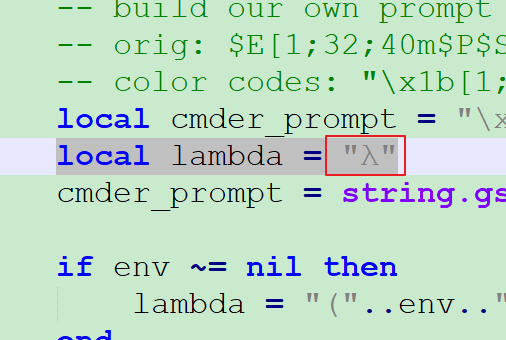 -- build our own prompt
-- orig: $E[1;32;40m$P$S
-- color codes: "\x1b[1;
local cmder_prompt = "\x
local lambda = "λ"
cmder_prompt = string.gs
if env ~= nil then
lambda = "("..env.."
end